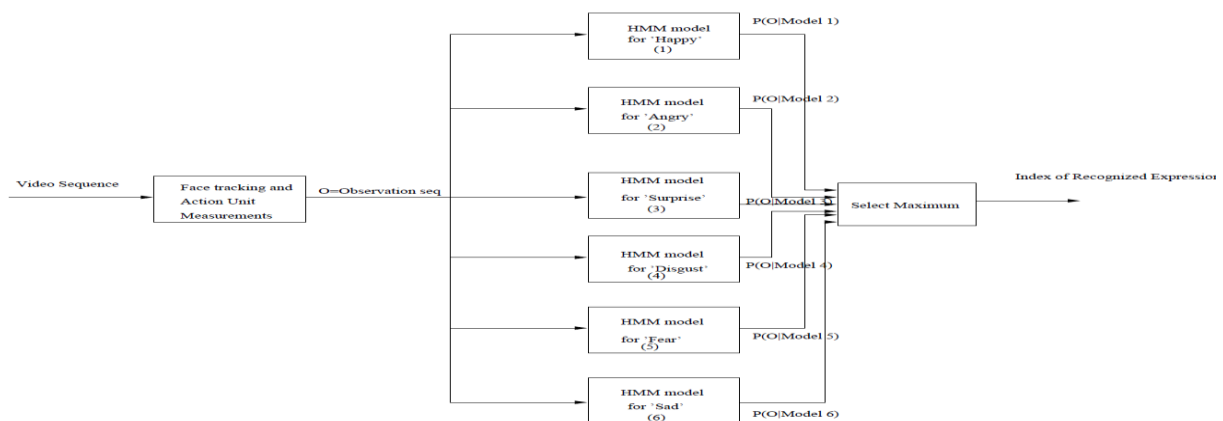 Video Sequence
Face tracking and
Action Unit
Measurements
O=Observation seq
HMM model
for `Happy'
(1)
P(O|Model 1)
HMM model
for `Angry'
(2)
P(O|Model 2)
HMM model
for `Surprise'
(3)
P(O|Model 3)
HMM model
for `Disgust'
(4)
P(O|Model 4)
HMM model
for `Fear'
(5)
P(O|Model 5)
HMM model
for `Sad'
(6)
P(O|Model 6)
Select Maximum
Index of Recognized Expression